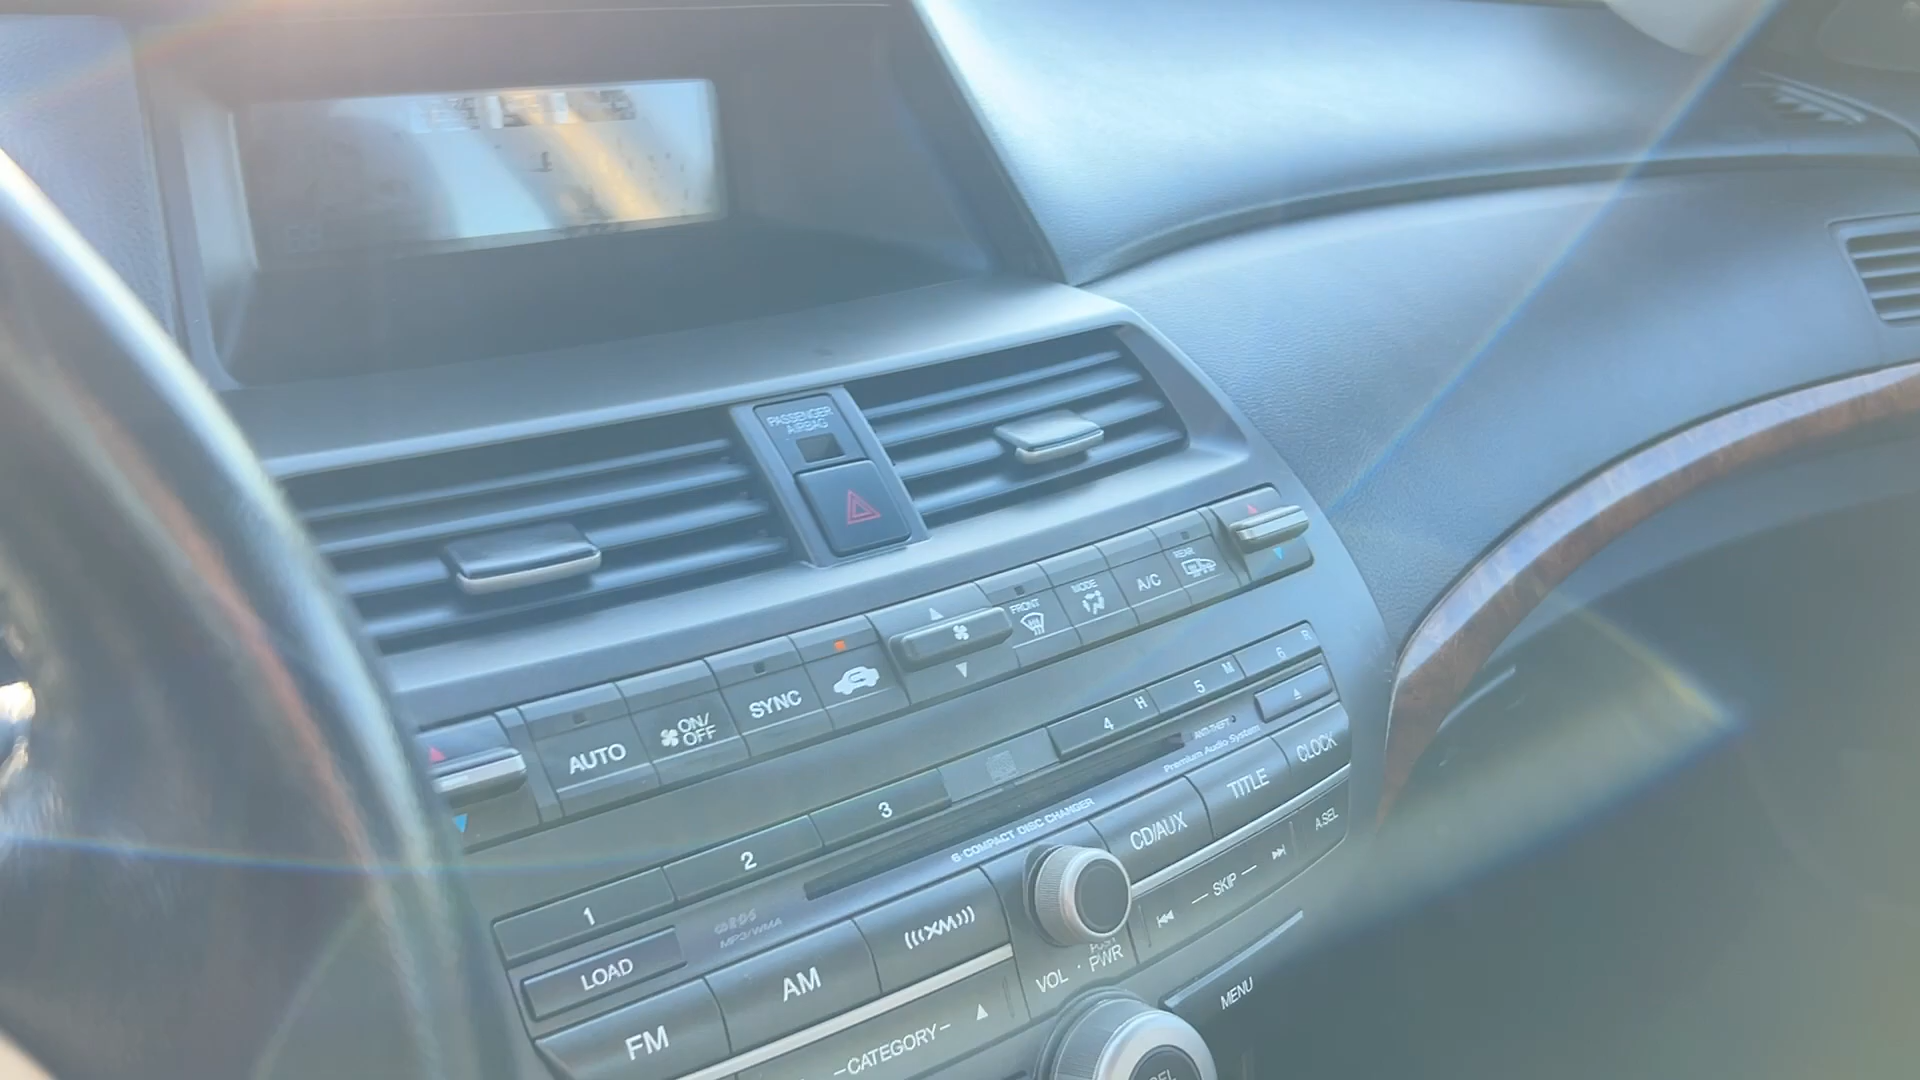 PASSENGER
AIRBAG
AUTO
ON/
OFF
SYNC
FRONT
MODE
A/C
REAR
1
2
3
4
H
5
M
6
R
LOAD
MP3/WMA
6·COMPACT DISC CHANGER
ANTI-THEFT
Premium Audio System
FM
AM
(((XM)))
CD/AUX
TITLE
CLOCK
VOL · PUSH
PWR
SKIP
A.SEL
CATEGORY
MENU